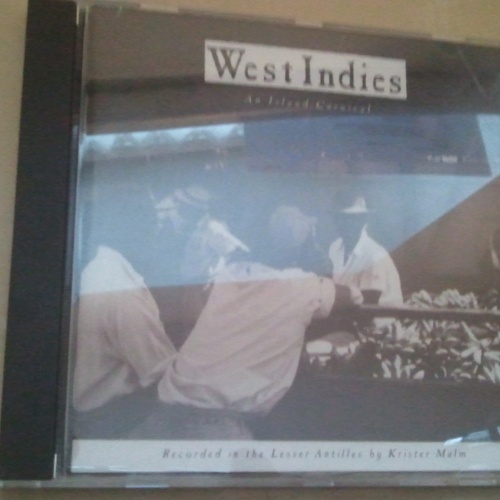 West Indies
An Island Carnival
Recorded in the Lesser Antilles by Krister Malm